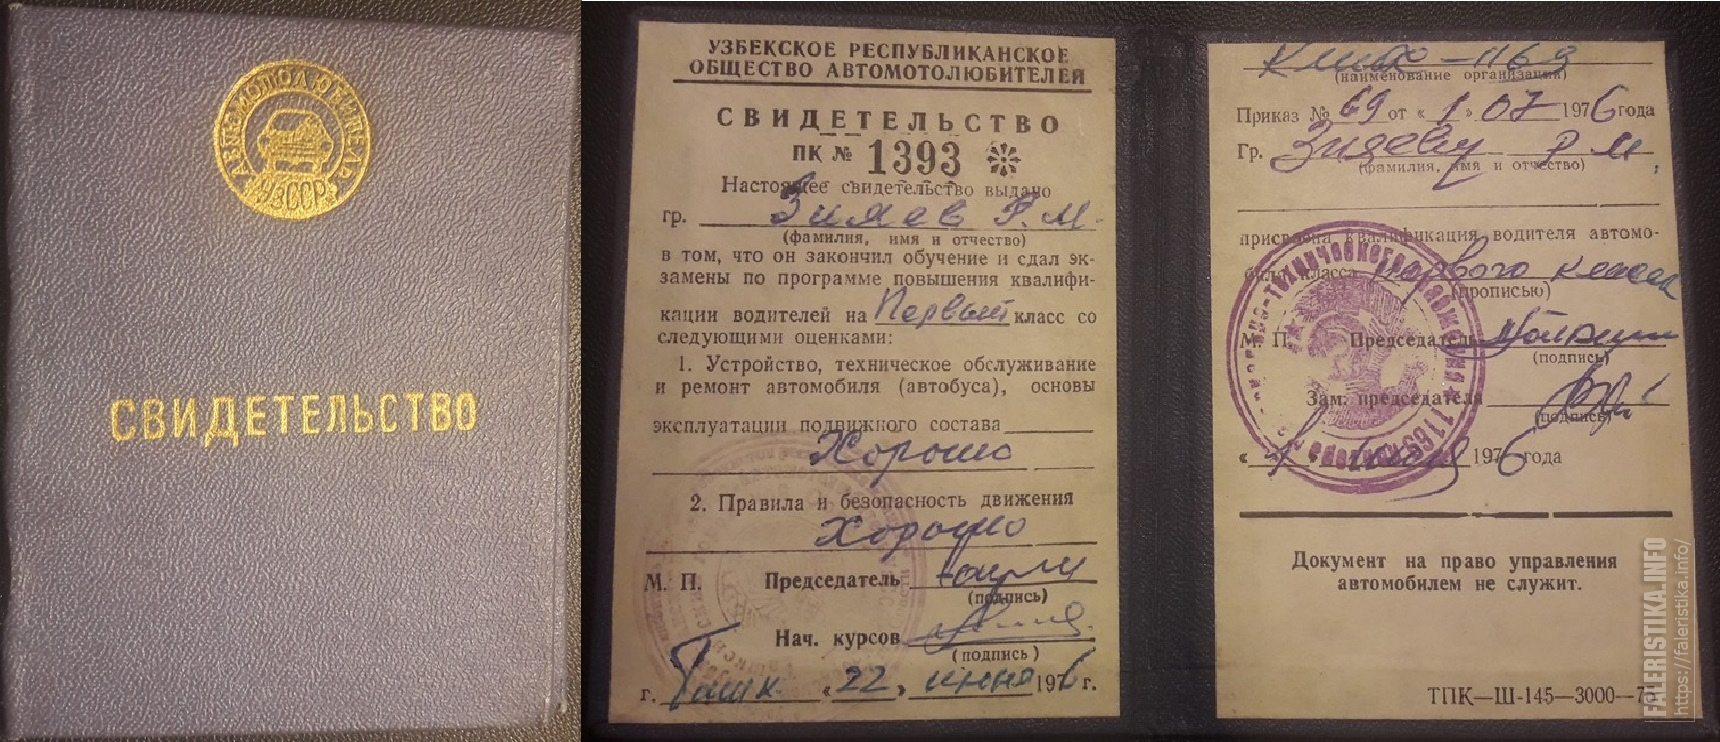 АВТОМОТОЛЮБИТЕЛЬ
УзССР
СВИДЕТЕЛЬСТВО
УЗБЕКСКОЕ РЕСПУБЛИКАНСКОЕ
ОБЩЕСТВО АВТОМОТОЛЮБИТЕЛЕЙ
СВИДЕТЕЛЬСТВО
ПК № 1393
Настоящее свидетельство выдано
гр. Зияев Р. М.
(фамилия, имя и отчество)
в том, что он закончил обучение и сдал эк-
замены по программе повышения квалифи-
кации водителей на Первый класс со
следующими оценками:
1. Устройство, техническое обслуживание
и ремонт автомобиля (автобуса), основы
эксплуатации подвижного состава
Хорошо
2. Правила и безопасность движения
Хорошо
М. П. Председатель
(подпись)
Нач. курсов
(подпись)
г. Ташк. «22» июня 1976 г.
1169
(наименование организации)
Приказ № 69 от «1» 07 1976 года
Гр. Зияеву Р. М.
(фамилия, имя и отчество)
присвоена квалификация водителя автомо-
биля класса первого класса
(прописью)
М. П. Председатель
(подпись)
Зам. председателя
(подпись)
« » 1976 года
Документ на право управления
автомобилем не служит.
ТПК—Ш-145—3000—75
FALERISTIKA.INFO
https://faleristika.info/